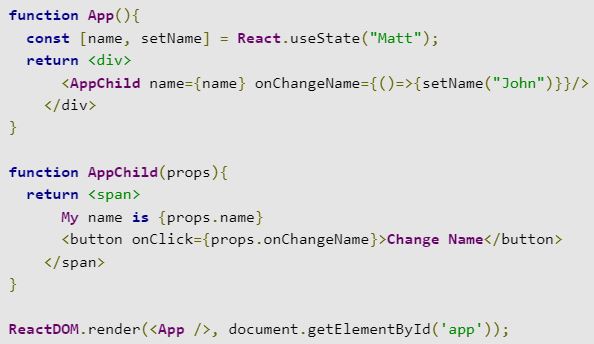 function App(){
  const [name, setName] = React.useState("Matt");
  return <div>
      <AppChild name={name} onChangeName={()=>{setName("John")}}/>
    </div>
}

function AppChild(props){
  return <span>
      My name is {props.name}
      <button onClick={props.onChangeName}>Change Name</button>
    </span>
}

ReactDOM.render(<App />, document.getElementById('app'));